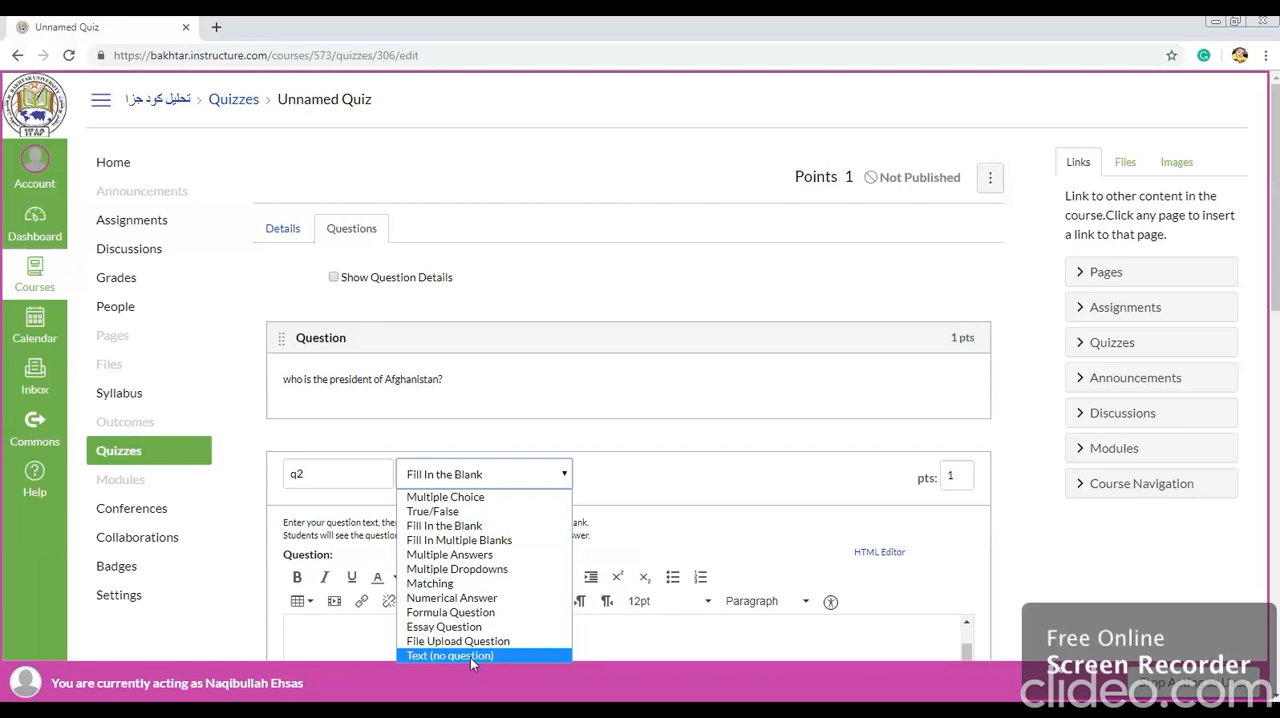 Unnamed Quiz
https://bakhtar.instructure.com/courses/573/quizzes/306/edit
تحلیل کود جزا > Quizzes > Unnamed Quiz
Account
Dashboard
Courses
Calendar
Inbox
Commons
Help
Home
Announcements
Assignments
Discussions
Grades
People
Pages
Files
Syllabus
Outcomes
Quizzes
Modules
Conferences
Collaborations
Badges
Settings
Points 1 Not Published
Details Questions
Show Question Details
Question 1 pts
who is the president of Afghanistan?
q2 Fill In the Blank pts: 1
Multiple Choice
True/False
Fill In the Blank
Fill In Multiple Blanks
Multiple Answers
Multiple Dropdowns
Matching
Numerical Answer
Formula Question
Essay Question
File Upload Question
Text (no question)
Enter your question text,
Students will see the
Question:
HTML Editor
B I U A
12pt Paragraph
Links Files Images
Link to other content in the
course.Click any page to insert
a link to that page.
Pages
Assignments
Quizzes
Announcements
Discussions
Modules
Course Navigation
You are currently acting as Naqibullah Ehsas
Free Online
Screen Recorder
clideo.com